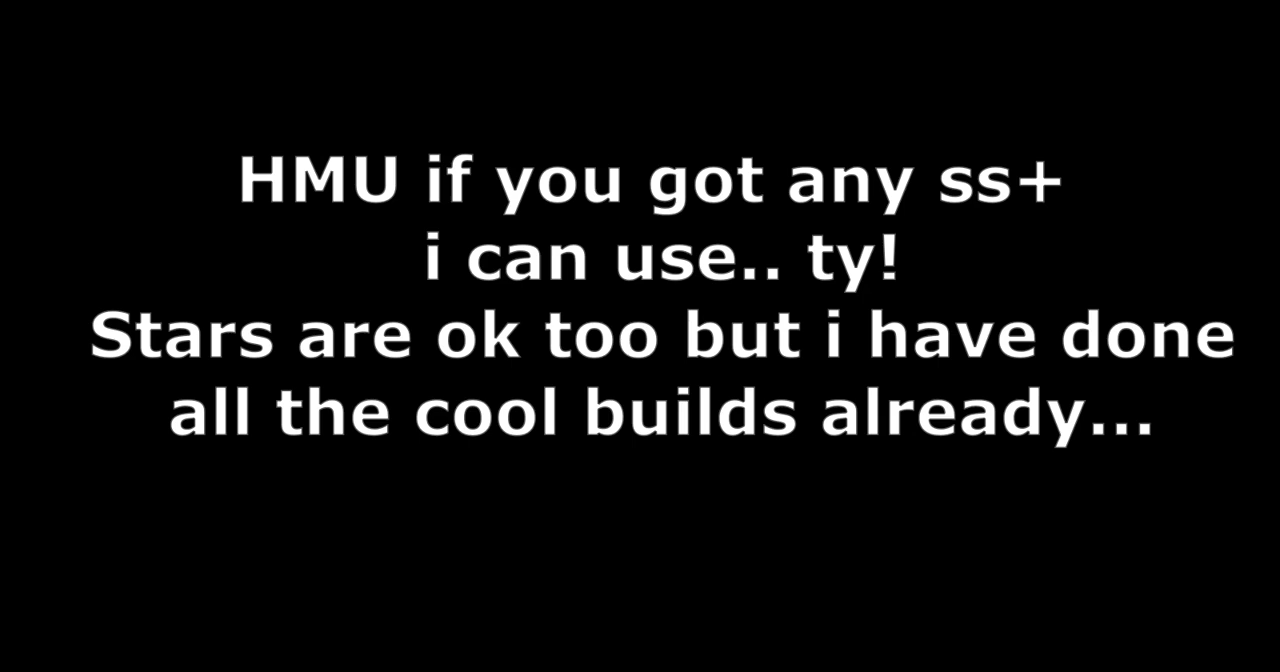 HMU if you got any ss+
i can use.. ty!
Stars are ok too but i have done
all the cool builds already...